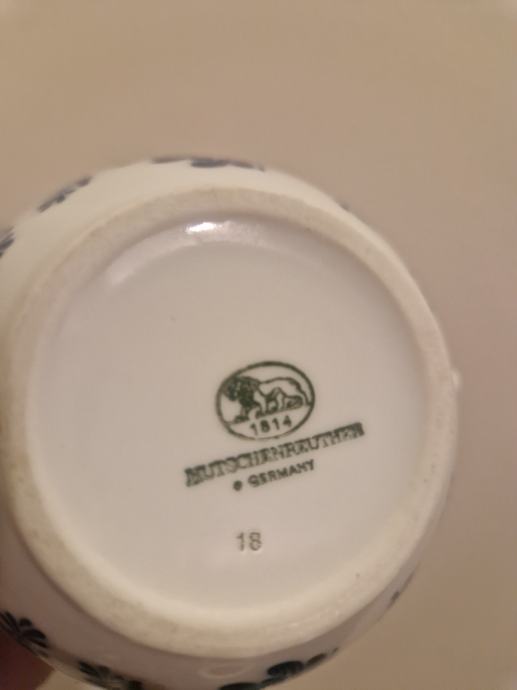 1814
HUTSCHENREUTHER
® GERMANY
18